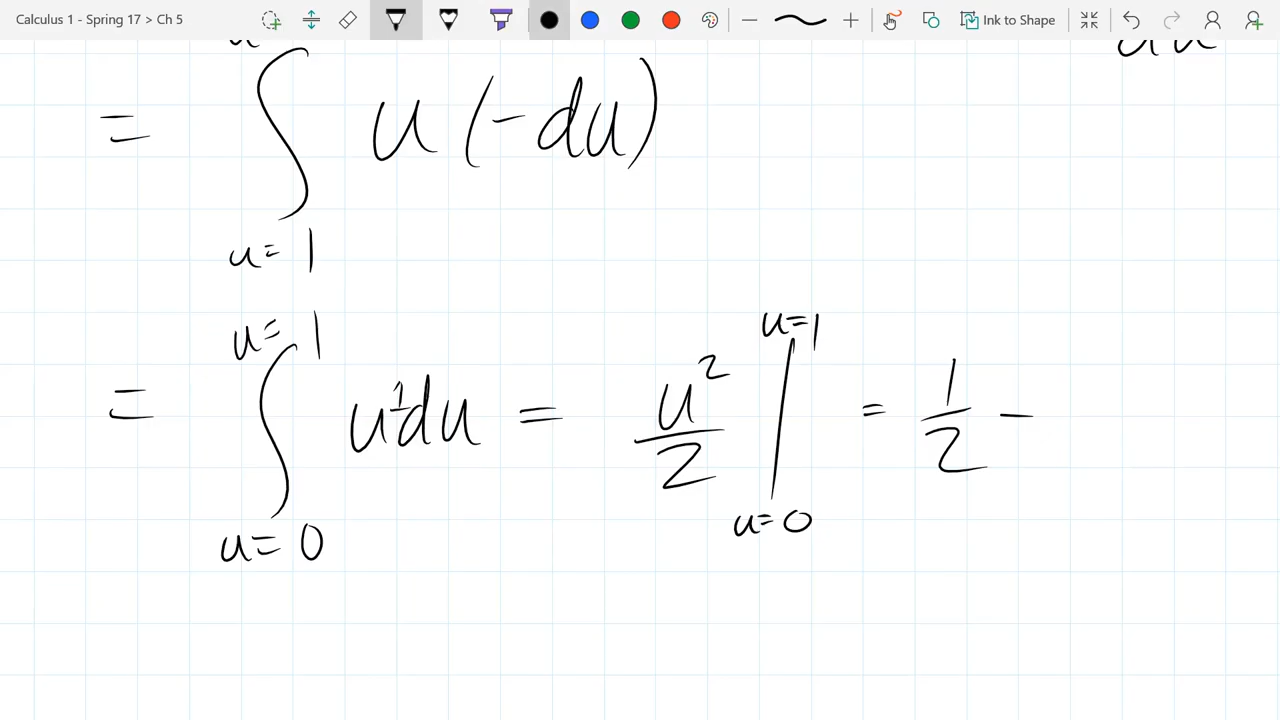 Calculus 1 - Spring 17 > Ch 5
Ink to Shape
= ∫ u (-du)
u = 1
u = 1
= ∫ u¹du = u²/2 | = 1/2 -
u=1
u = 0
u=0